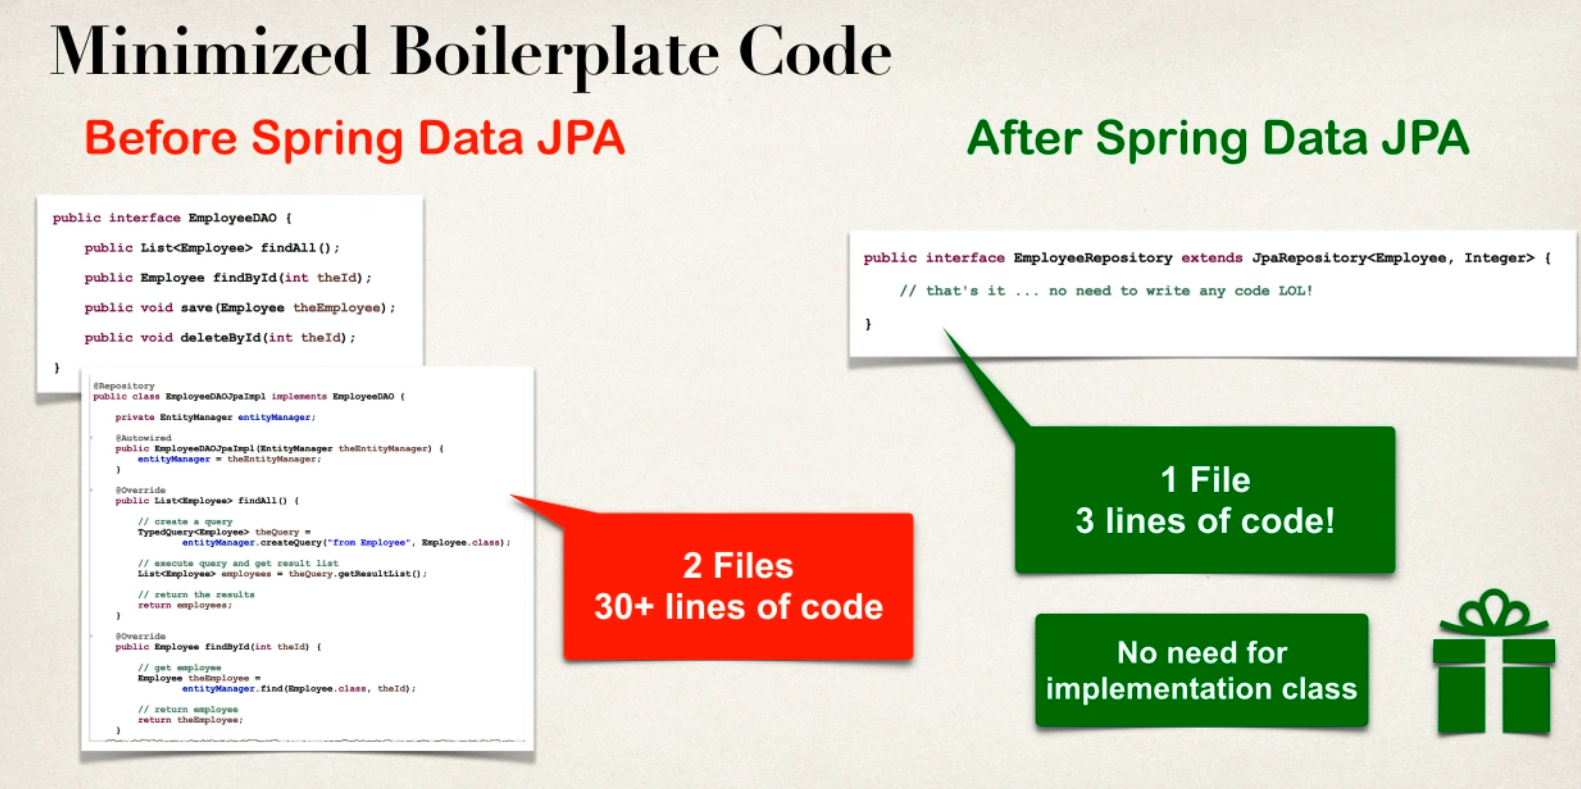 Minimized Boilerplate Code
Before Spring Data JPA
public interface EmployeeDAO {
public List<Employee> findAll();
public Employee findById(int theId);
public void save(Employee theEmployee);
public void deleteById(int theId);
}
@Repository
public class EmployeeDAOJpaImpl implements EmployeeDAO {
private EntityManager entityManager;
@Autowired
public EmployeeDAOJpaImpl(EntityManager theEntityManager) {
entityManager = theEntityManager;
}
@Override
public List<Employee> findAll() {
// create a query
TypedQuery<Employee> theQuery =
entityManager.createQuery("from Employee", Employee.class);
// execute query and get result list
List<Employee> employees = theQuery.getResultList();
// return the results
return employees;
}
@Override
public Employee findById(int theId) {
// get employee
Employee theEmployee =
entityManager.find(Employee.class, theId);
// return employee
return theEmployee;
}
2 Files
30+ lines of code
After Spring Data JPA
public interface EmployeeRepository extends JpaRepository<Employee, Integer> {
// that's it ... no need to write any code LOL!
}
1 File
3 lines of code!
No need for
implementation class